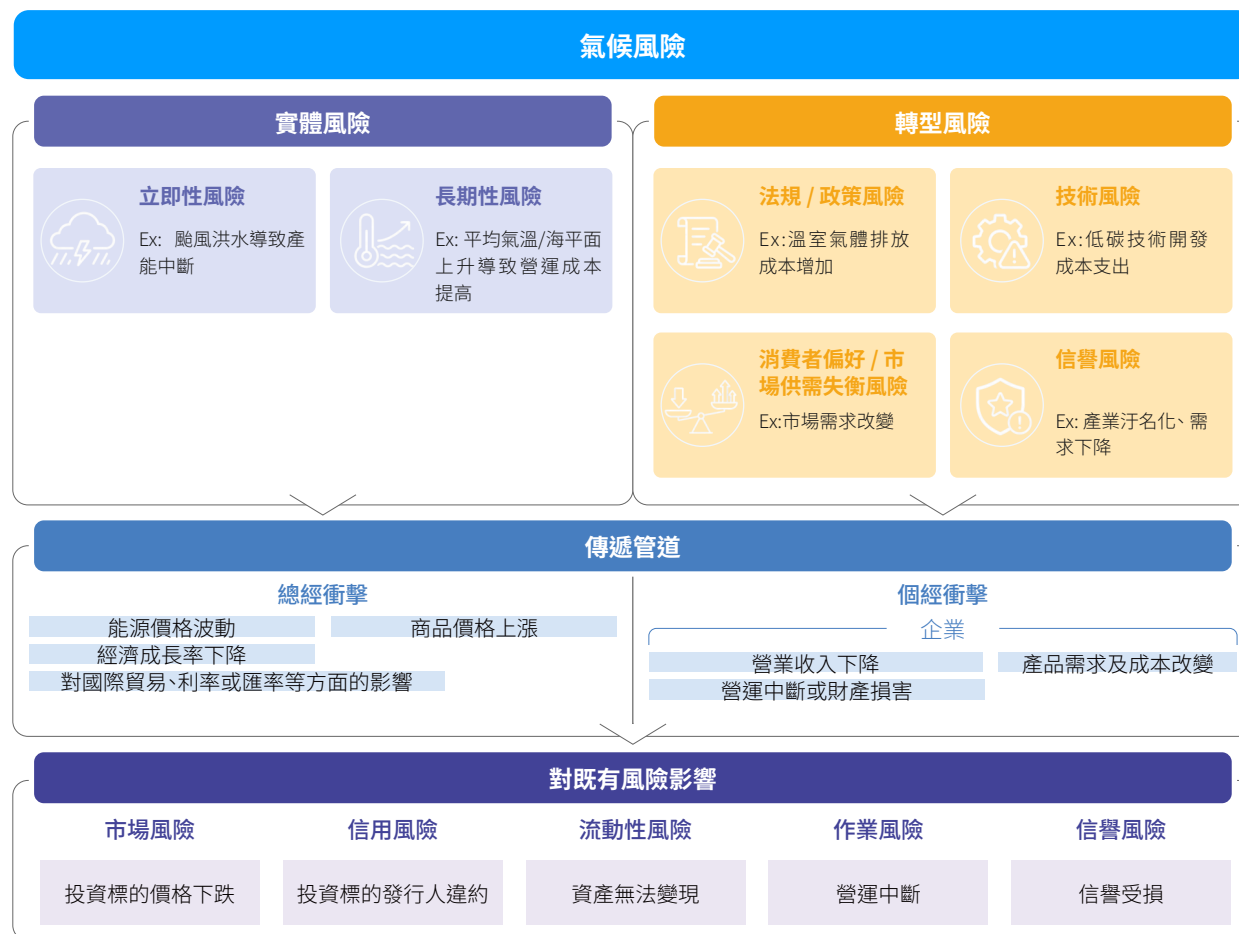 氣候風險
實體風險
立即性風險
Ex: 颱風洪水導致產
能中斷
長期性風險
Ex: 平均氣溫/海平面
上升導致營運成本
提高
轉型風險
法規 / 政策風險
Ex:溫室氣體排放
成本增加
技術風險
Ex:低碳技術開發
成本支出
消費者偏好 / 市
場供需失衡風險
Ex:市場需求改變
信譽風險
Ex: 產業汙名化、需
求下降
傳遞管道
總經衝擊
能源價格波動
商品價格上漲
經濟成長率下降
對國際貿易、利率或匯率等方面的影響
個經衝擊
企業
營業收入下降
產品需求及成本改變
營運中斷或財產損害
對既有風險影響
市場風險
信用風險
流動性風險
作業風險
信譽風險
投資標的價格下跌
投資標的發行人違約
資產無法變現
營運中斷
信譽受損